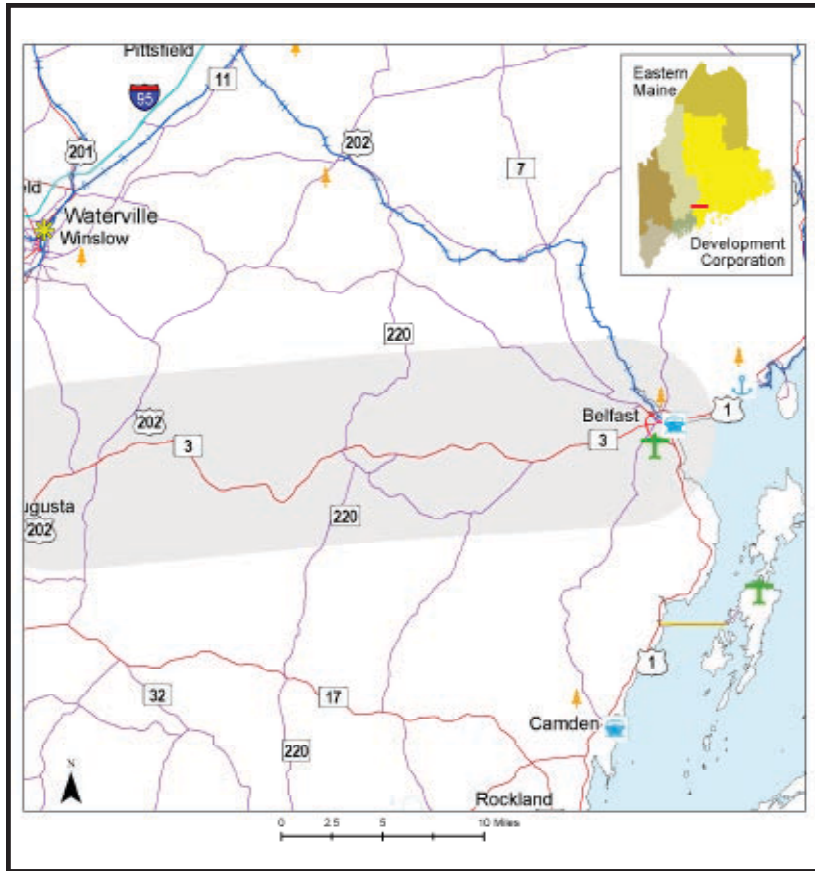 Pittsfield
11
95
Eastern
Maine
201
202
7
eld
Waterville
Winslow
Development
Corporation
220
Belfast
1
202
3
3
ugusta
202
220
1
32
17
Camden
220
N
Rockland
0 2.5 5 10 Miles